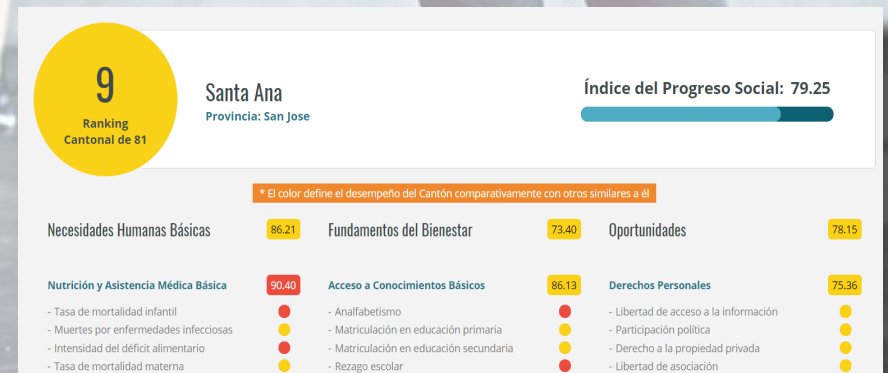 9
Ranking
Cantonal de 81
Santa Ana
Provincia: San Jose
Índice del Progreso Social: 79.25
* El color define el desempeño del Cantón comparativamente con otros similares a él
Necesidades Humanas Básicas 86.21
Nutrición y Asistencia Médica Básica 90.40
- Tasa de mortalidad infantil
- Muertes por enfermedades infecciosas
- Intensidad del déficit alimentario
- Tasa de mortalidad materna
Fundamentos del Bienestar 73.40
Acceso a Conocimientos Básicos 86.13
- Analfabetismo
- Matriculación en educación primaria
- Matriculación en educación secundaria
- Rezago escolar
Oportunidades 78.15
Derechos Personales 75.36
- Libertad de acceso a la información
- Participación política
- Derecho a la propiedad privada
- Libertad de asociación